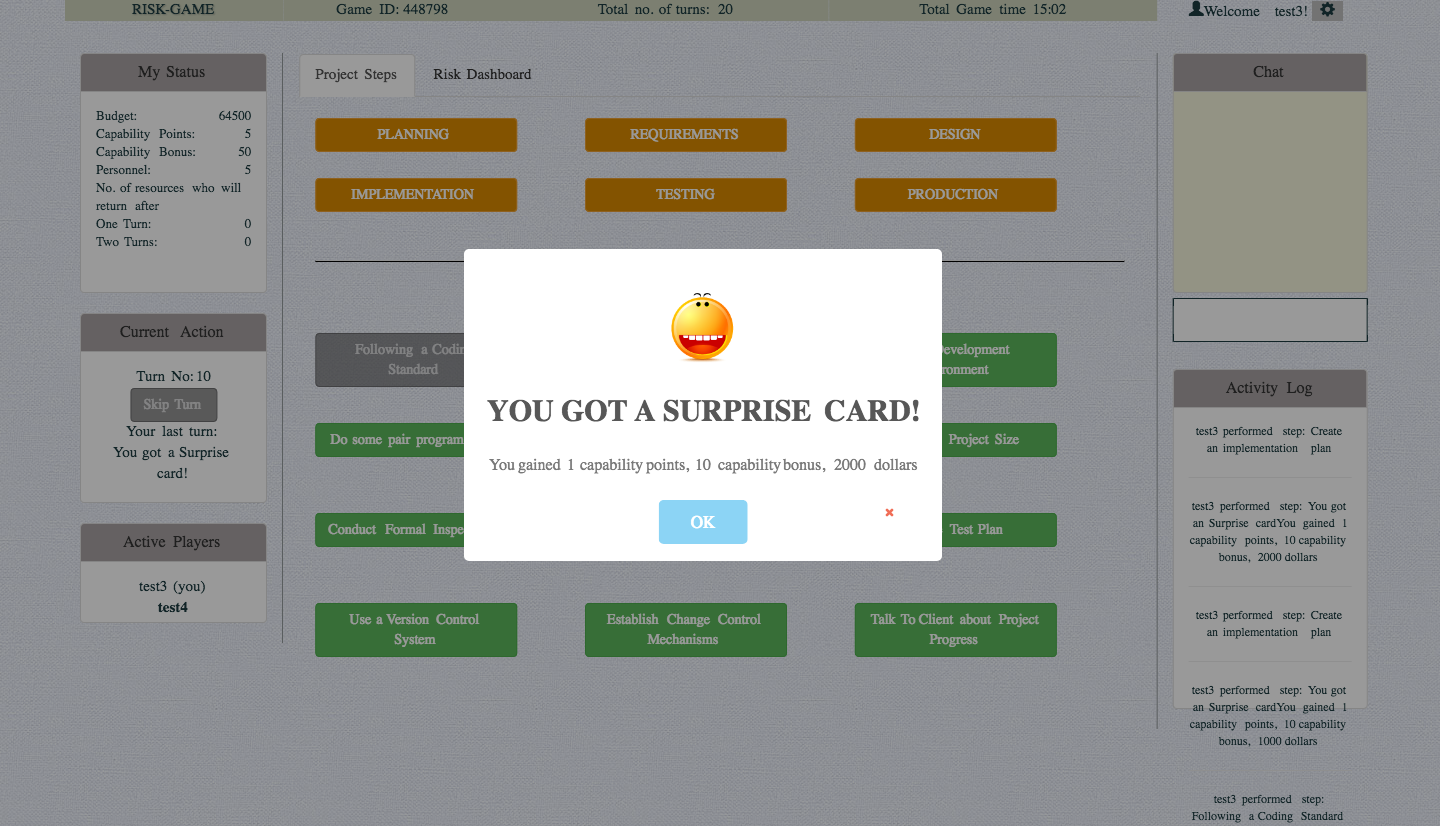 RISK-GAME
Game ID: 448798
Total no. of turns: 20
Total Game time 15:02
Welcome test3!
My Status
Budget: 64500
Capability Points: 5
Capability Bonus: 50
Personnel: 5
No. of resources who will
return after
One Turn: 0
Two Turns: 0
Current Action
Turn No: 10
Skip Turn
Your last turn:
You got a Surprise
card!
Active Players
test3 (you)
test4
Project Steps
Risk Dashboard
PLANNING
REQUIREMENTS
DESIGN
IMPLEMENTATION
TESTING
PRODUCTION
Following a Codin
Standard
evelopment
ronment
Do some pair program
Project Size
Conduct Formal Inspe
Test Plan
Use a Version Control
System
Establish Change Control
Mechanisms
Talk To Client about Project
Progress
YOU GOT A SURPRISE CARD!
You gained 1 capability points, 10 capability bonus, 2000 dollars
OK
Chat
Activity Log
test3 performed step: Create
an implementation plan
test3 performed step: You got
an Surprise cardYou gained 1
capability points, 10 capability
bonus, 2000 dollars
test3 performed step: Create
an implementation plan
test3 performed step: You got
an Surprise cardYou gained 1
capability points, 10 capability
bonus, 1000 dollars
test3 performed step:
Following a Coding Standard